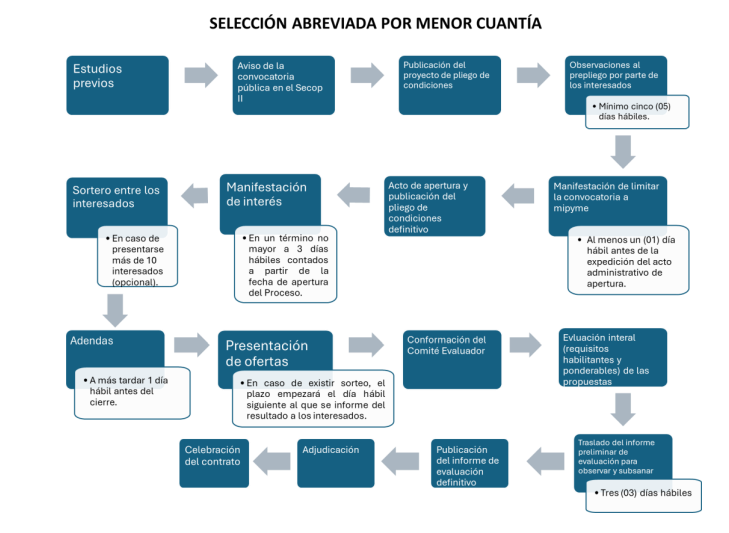 SELECCIÓN ABREVIADA POR MENOR CUANTÍA
Estudios
previos
Aviso de la
convocatoria
pública en el Secop
II
Publicación del
proyecto de pliego de
condiciones
Observaciones al
prepliego por parte de
los interesados
• Mínimo cinco (05)
días hábiles.
Manifestación de limitar
la convocatoria a
mipyme
• Al menos un (01) día
hábil antes de la
expedición del acto
administrativo de
apertura.
Acto de apertura y
publicación del
pliego de
condiciones
definitivo
Manifestación
de interés
• En un término no
mayor a 3 días
hábiles contados
a partir de la
fecha de apertura
del Proceso.
Sortero entre los
interesados
• En caso de
presentarse
más de 10
interesados
(opcional).
Adendas
• A más tardar 1 día
hábil antes del
cierre.
Presentación
de ofertas
• En caso de existir sorteo, el
plazo empezará el día hábil
siguiente al que se informe del
resultado a los interesados.
Conformación del
Comité Evaluador
Evluación interal
(requisitos
habilitantes y
ponderables) de las
propuestas
Traslado del informe
preliminar de
evaluación para
observar y subsanar
• Tres (03) días hábiles
Publicación
del informe de
evaluación
definitivo
Adjudicación
Celebración
del contrato